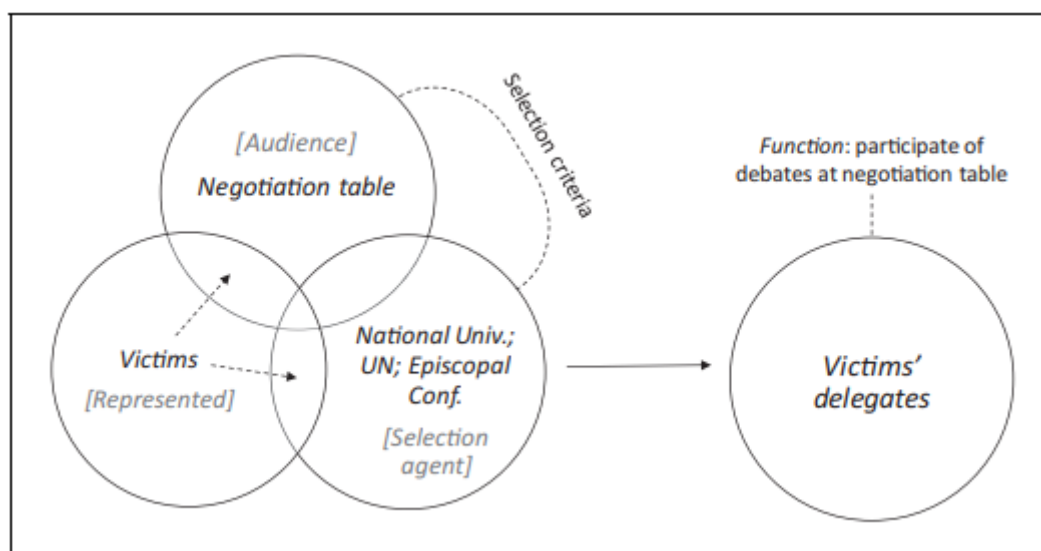 [Audience]
Negotiation table
Selection criteria
Function: participate of
debates at negotiation table
Victims
[Represented]
National Univ.;
UN; Episcopal
Conf.
[Selection
agent]
Victims'
delegates